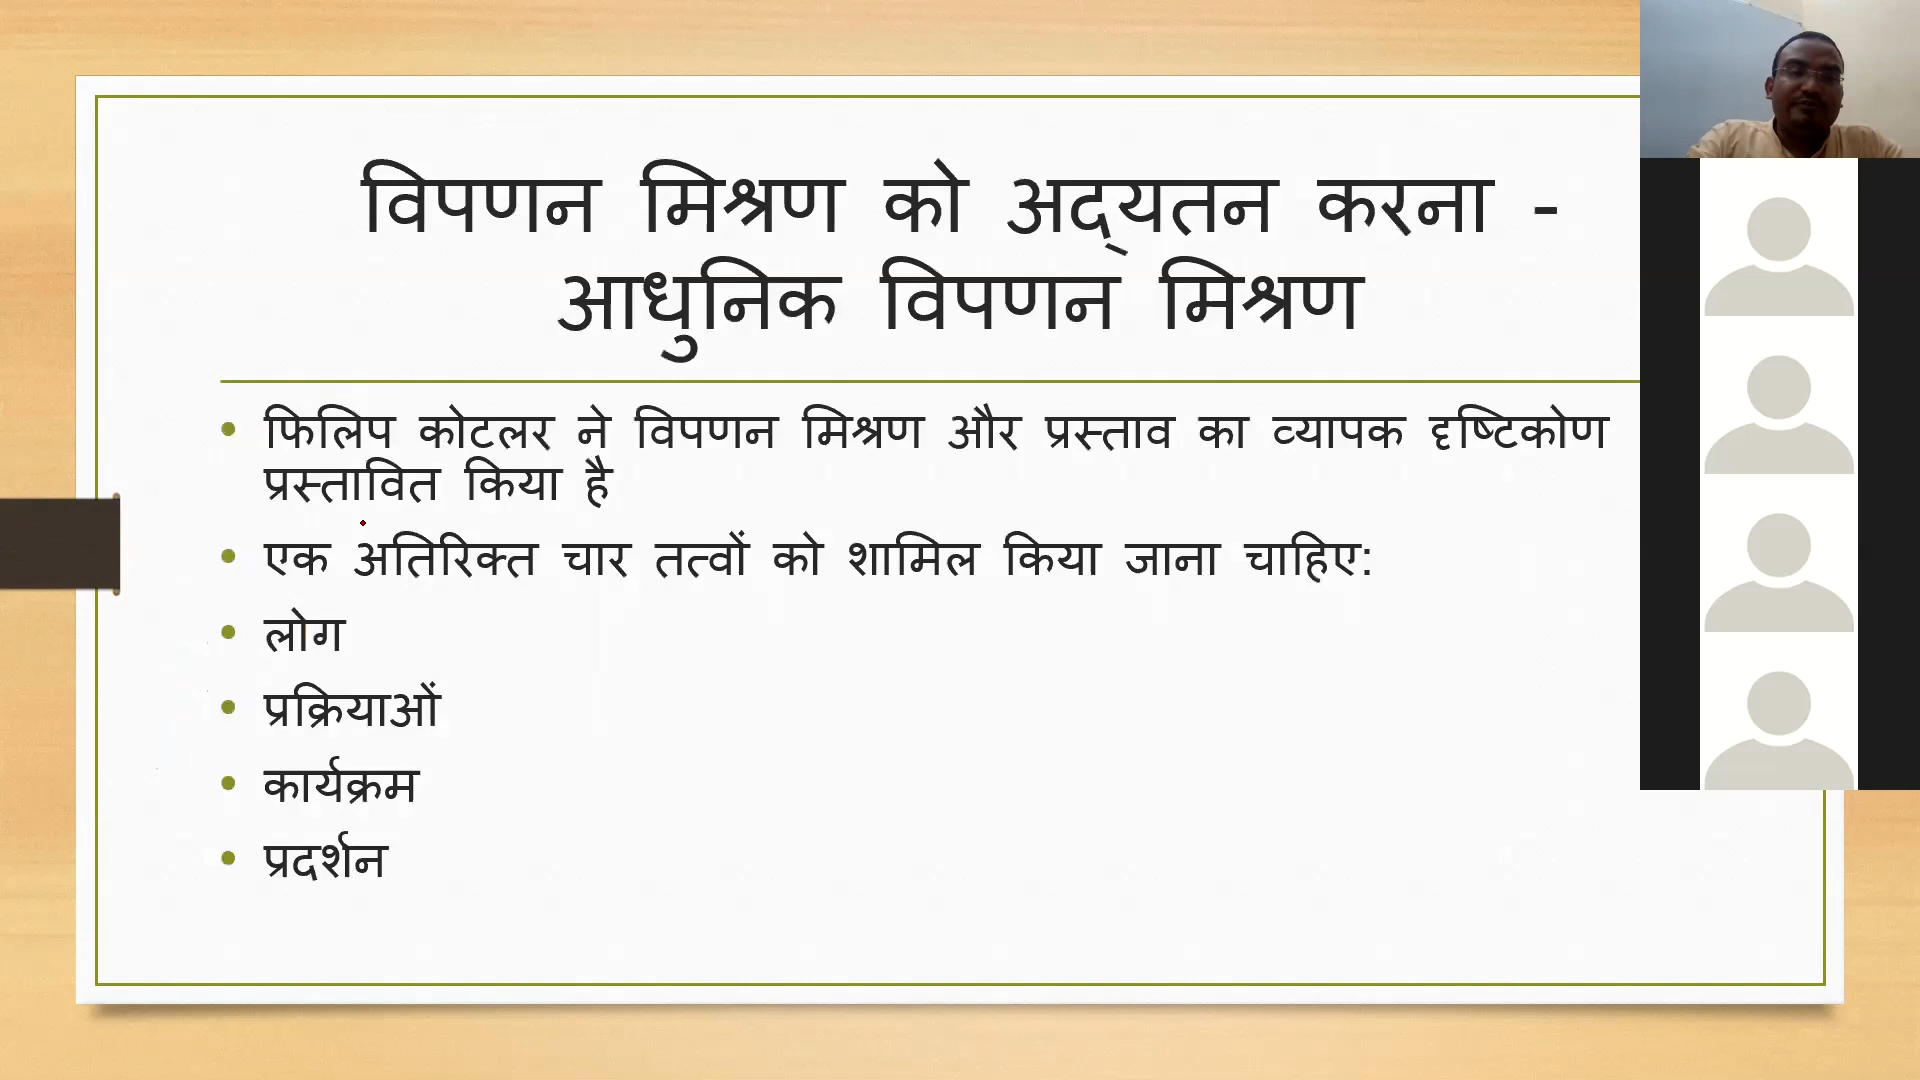 विपणन मिश्रण को अद्‌यतन करना -
आधुनिक विपणन मिश्रण
• फिलिप कोटलर ने विपणन मिश्रण और प्रस्ताव का व्यापक दृष्टिकोण
प्रस्तावित किया है
• एक अतिरिक्त चार तत्वों को शामिल किया जाना चाहिए:
• लोग
• प्रक्रियाओं
• कार्यक्रम
• प्रदर्शन